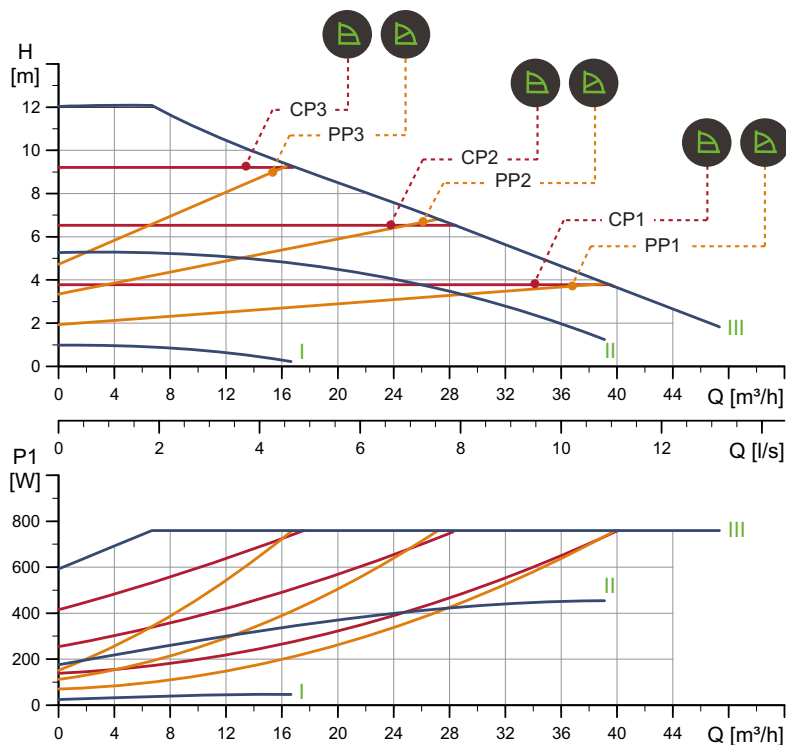 H
[m]
12
10
8
6
4
2
0
CP3
PP3
CP2
PP2
CP1
PP1
I
II
III
0 4 8 12 16 20 24 28 32 36 40 44
Q [m³/h]
0 2 4 6 8 10 12
Q [l/s]
P1
[W]
800
600
400
200
0
III
II
I
0 4 8 12 16 20 24 28 32 36 40 44
Q [m³/h]